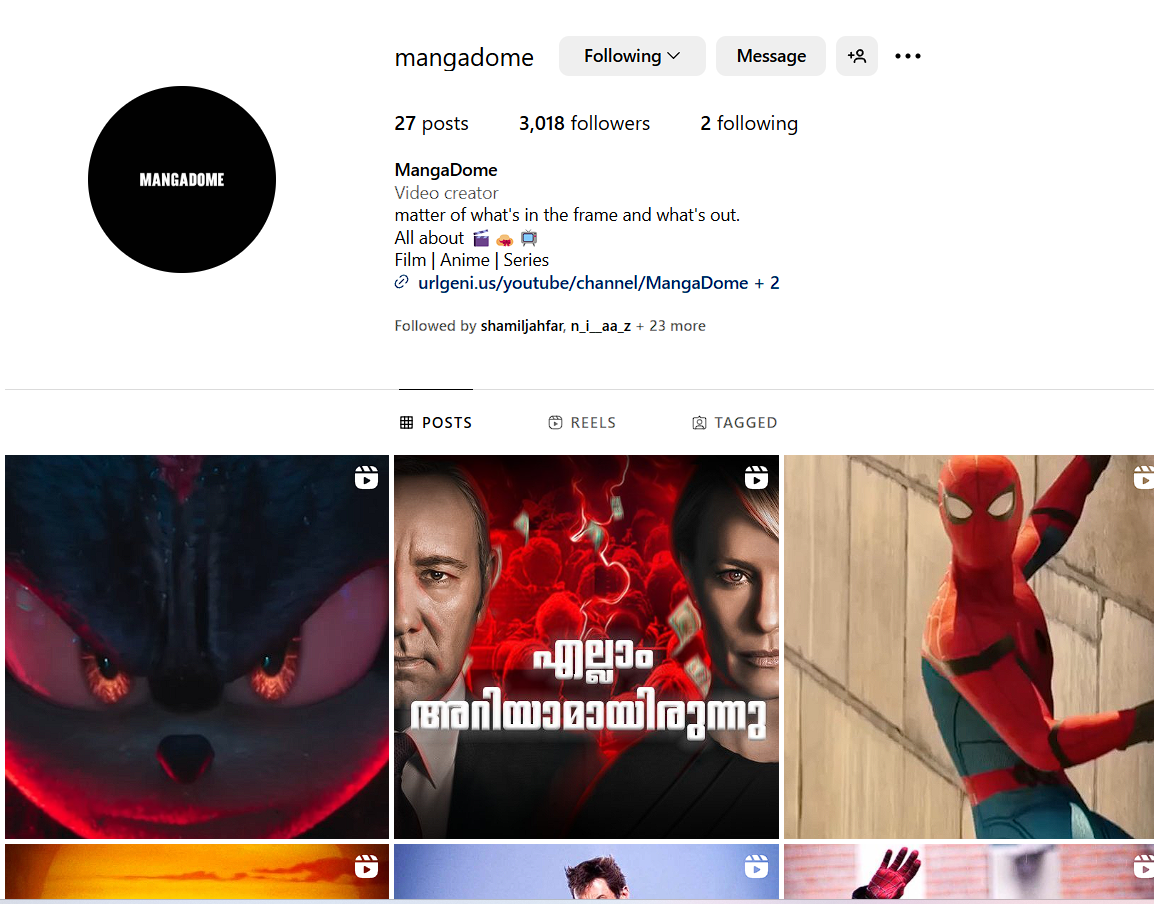 mangadome Following Message
MANGADOME
27 posts 3,018 followers 2 following
MangaDome
Video creator
matter of what's in the frame and what's out.
All about 🎬 👒 📺
Film | Anime | Series
urlgeni.us/youtube/channel/MangaDome + 2
Followed by shamiljahfar, n_i__aa_z + 23 more
POSTS REELS TAGGED
എല്ലാം
അറിയാമായിരുന്നു